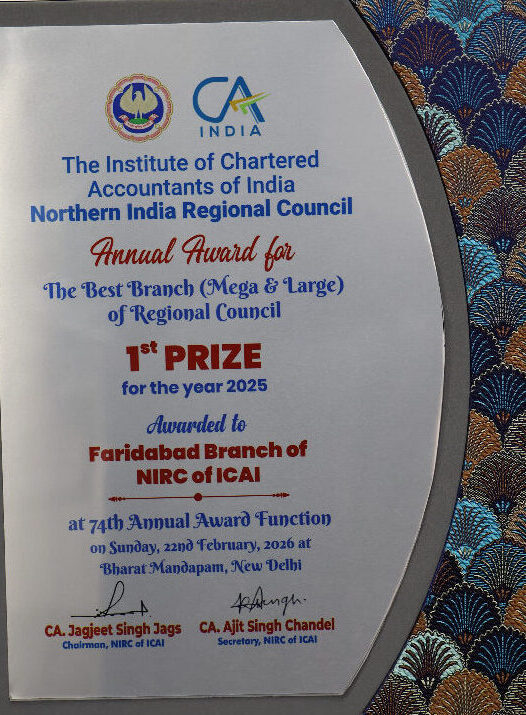 CA
INDIA
The Institute of Chartered
Accountants of India
Northern India Regional Council
Annual Award for
The Best Branch (Mega & Large)
of Regional Council
1st PRIZE
for the year 2025
Awarded to
Faridabad Branch of
NIRC of ICAI
at 74th Annual Award Function
on Sunday, 22nd February, 2026 at
Bharat Mandapam, New Delhi
CA. Jagjeet Singh Jags
Chairman, NIRC of ICAI
CA. Ajit Singh Chandel
Secretary, NIRC of ICAI